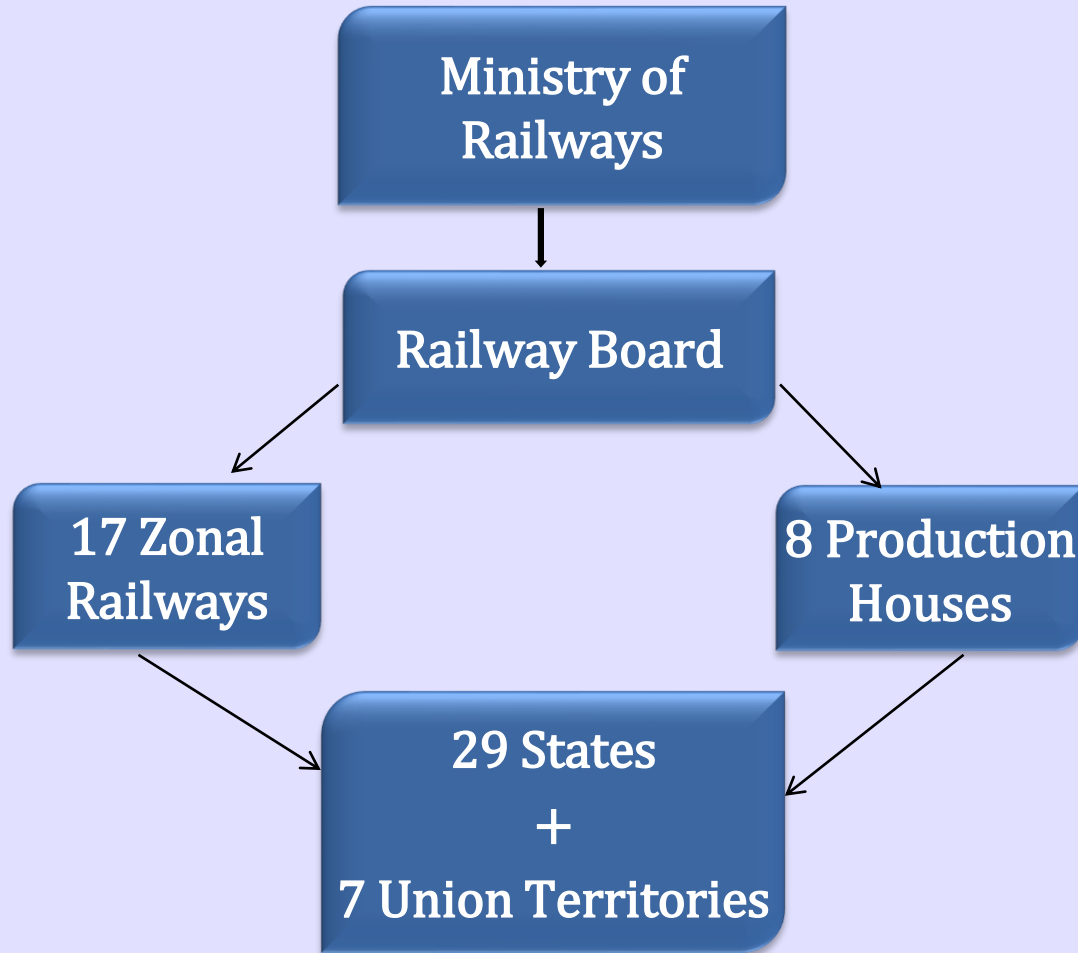 Ministry of
Railways
Railway Board
17 Zonal
Railways
8 Production
Houses
29 States
+
7 Union Territories